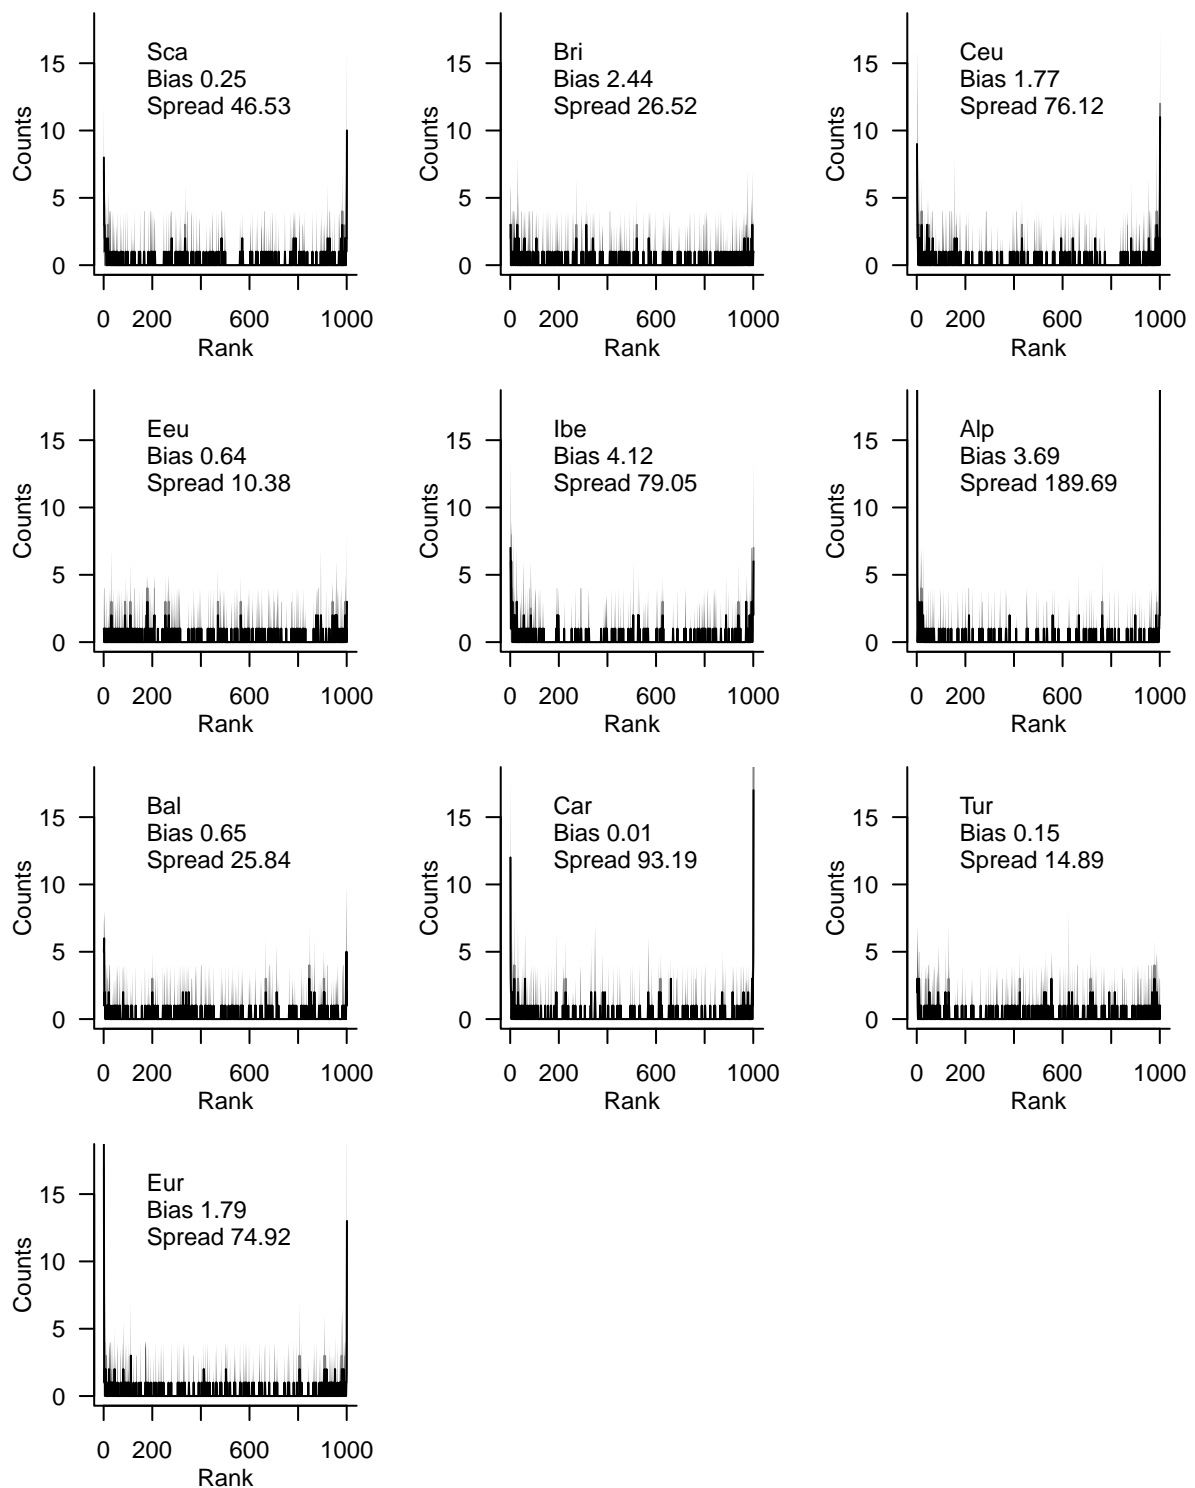 Sca
Bias 0.25
Spread 46.53
Counts
15
10
5
0
0 200 600 1000
Rank
Bri
Bias 2.44
Spread 26.52
Counts
15
10
5
0
0 200 600 1000
Rank
Ceu
Bias 1.77
Spread 76.12
Counts
15
10
5
0
0 200 600 1000
Rank
Eeu
Bias 0.64
Spread 10.38
Counts
15
10
5
0
0 200 600 1000
Rank
Ibe
Bias 4.12
Spread 79.05
Counts
15
10
5
0
0 200 600 1000
Rank
Alp
Bias 3.69
Spread 189.69
Counts
15
10
5
0
0 200 600 1000
Rank
Bal
Bias 0.65
Spread 25.84
Counts
15
10
5
0
0 200 600 1000
Rank
Car
Bias 0.01
Spread 93.19
Counts
15
10
5
0
0 200 600 1000
Rank
Tur
Bias 0.15
Spread 14.89
Counts
15
10
5
0
0 200 600 1000
Rank
Eur
Bias 1.79
Spread 74.92
Counts
15
10
5
0
0 200 600 1000
Rank